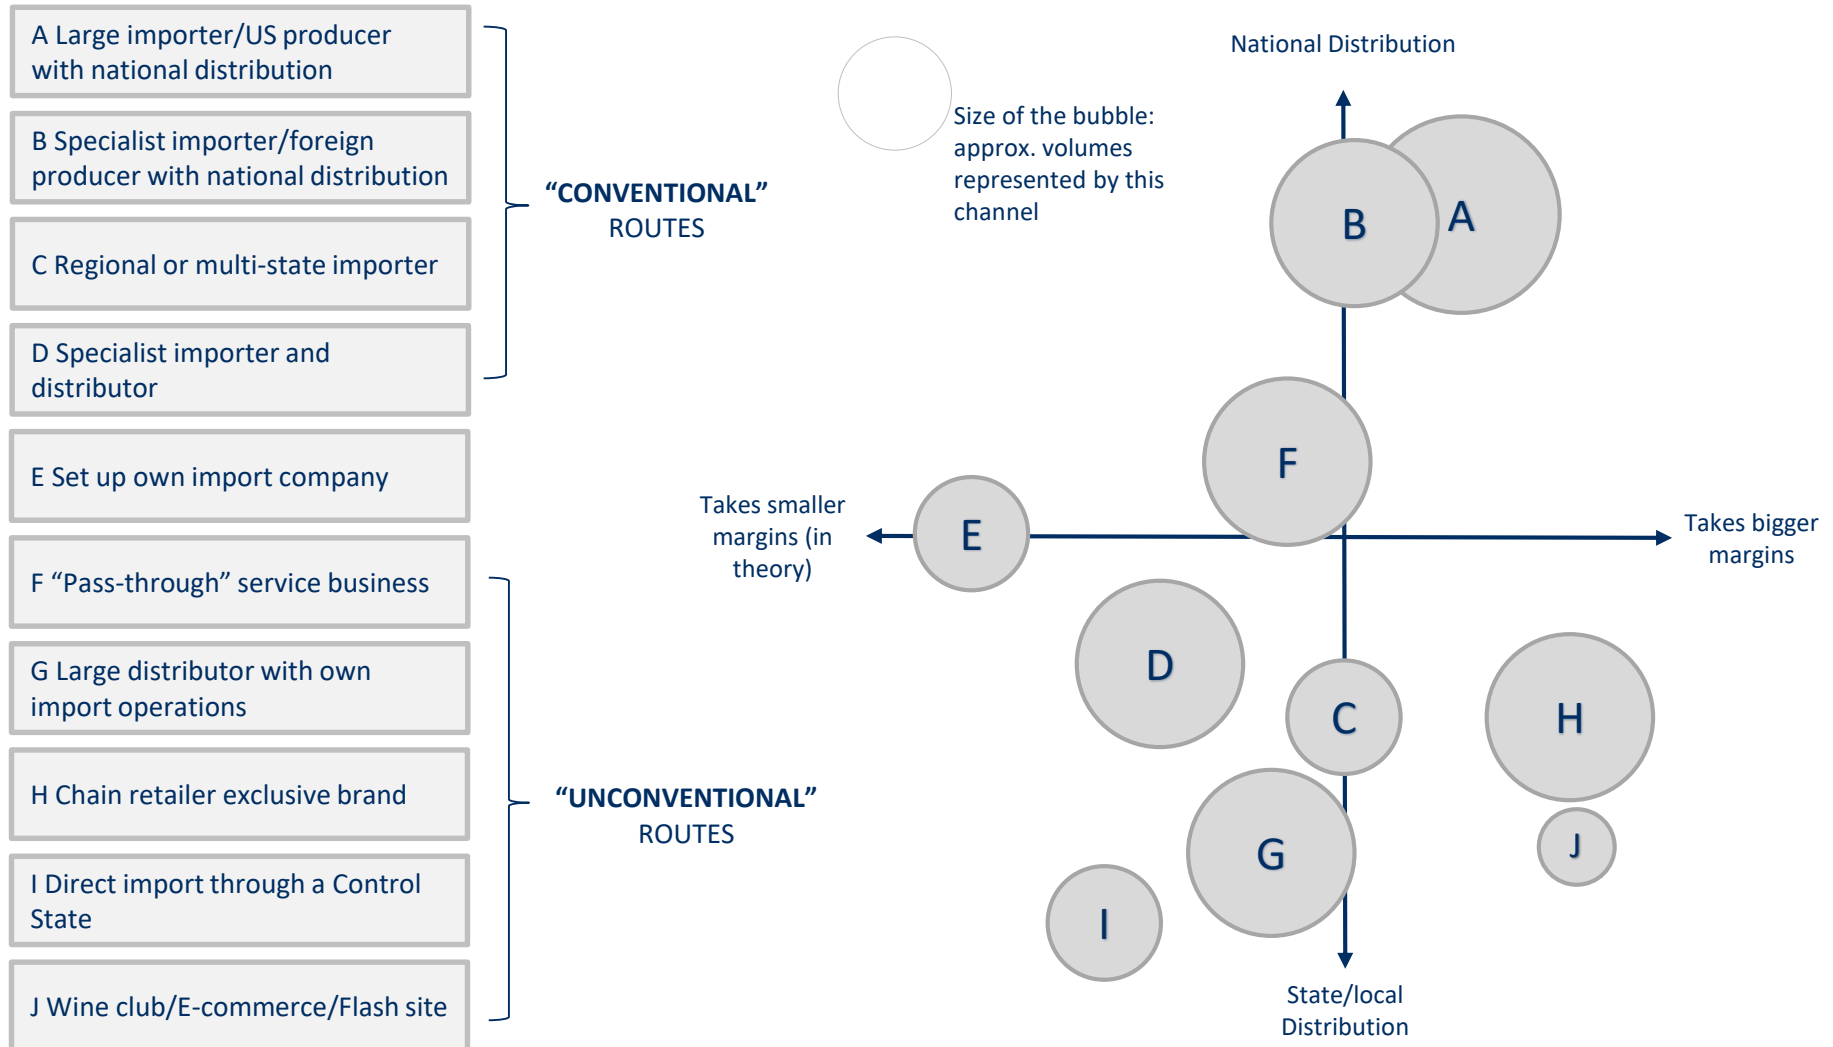 A Large importer/US producer
with national distribution
B Specialist importer/foreign
producer with national distribution
C Regional or multi-state importer
D Specialist importer and
distributor
E Set up own import company
F “Pass-through” service business
G Large distributor with own
import operations
H Chain retailer exclusive brand
I Direct import through a Control
State
J Wine club/E-commerce/Flash site
“CONVENTIONAL”
ROUTES
“UNCONVENTIONAL”
ROUTES
Size of the bubble:
approx. volumes
represented by this
channel
National Distribution
B
A
F
Takes smaller
margins (in
theory)
E
Takes bigger
margins
D
C
H
G
J
I
State/local
Distribution